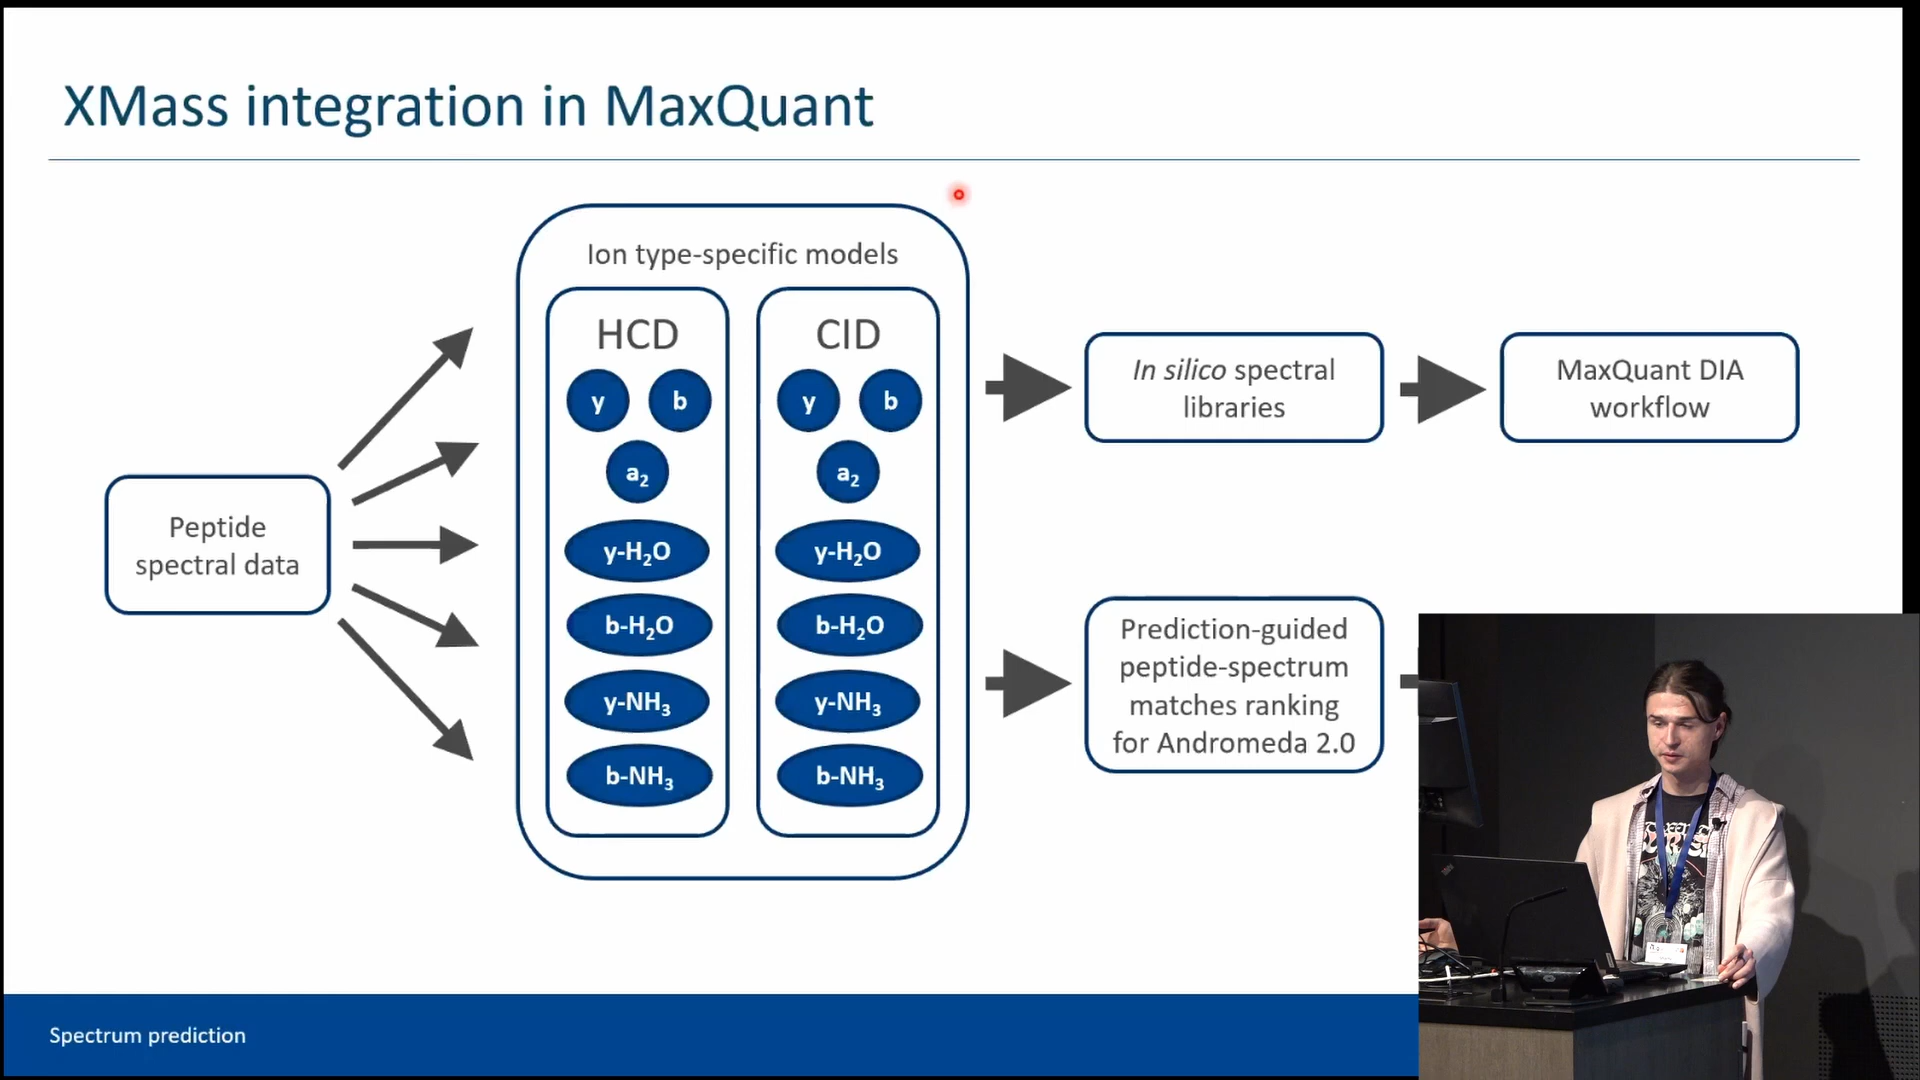 XMass integration in MaxQuant
Ion type-specific models
HCD
CID
y b
y b
a₂
a₂
y-H₂O
y-H₂O
b-H₂O
b-H₂O
y-NH₃
y-NH₃
b-NH₃
b-NH₃
Peptide
spectral data
In silico spectral
libraries
MaxQuant DIA
workflow
Prediction-guided
peptide-spectrum
matches ranking
for Andromeda 2.0
Spectrum prediction